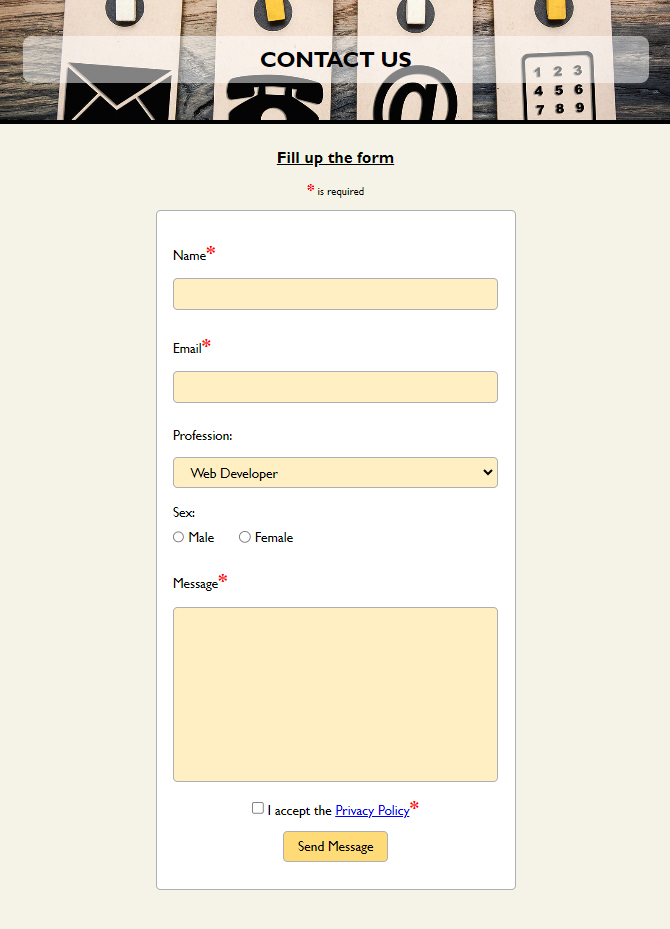 CONTACT US
@
1 2 3
4 5 6
7 8 9
Fill up the form
* is required
Name*
Email*
Profession:
Web Developer
Sex:
Male Female
Message*
I accept the Privacy Policy*
Send Message